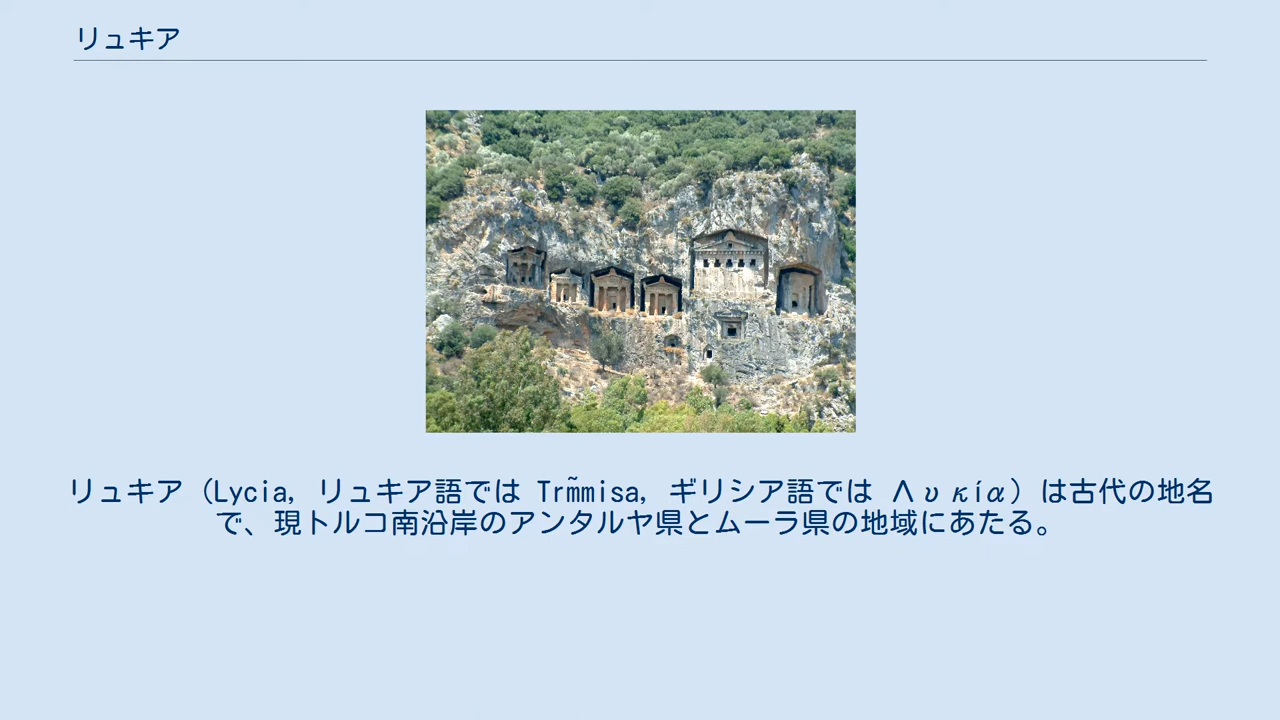 リュキア
リュキア（Lycia, リュキア語では Trm̃misa, ギリシア語では Λυκία）は古代の地名
で、現トルコ南沿岸のアンタルヤ県とムーラ県の地域にあたる。